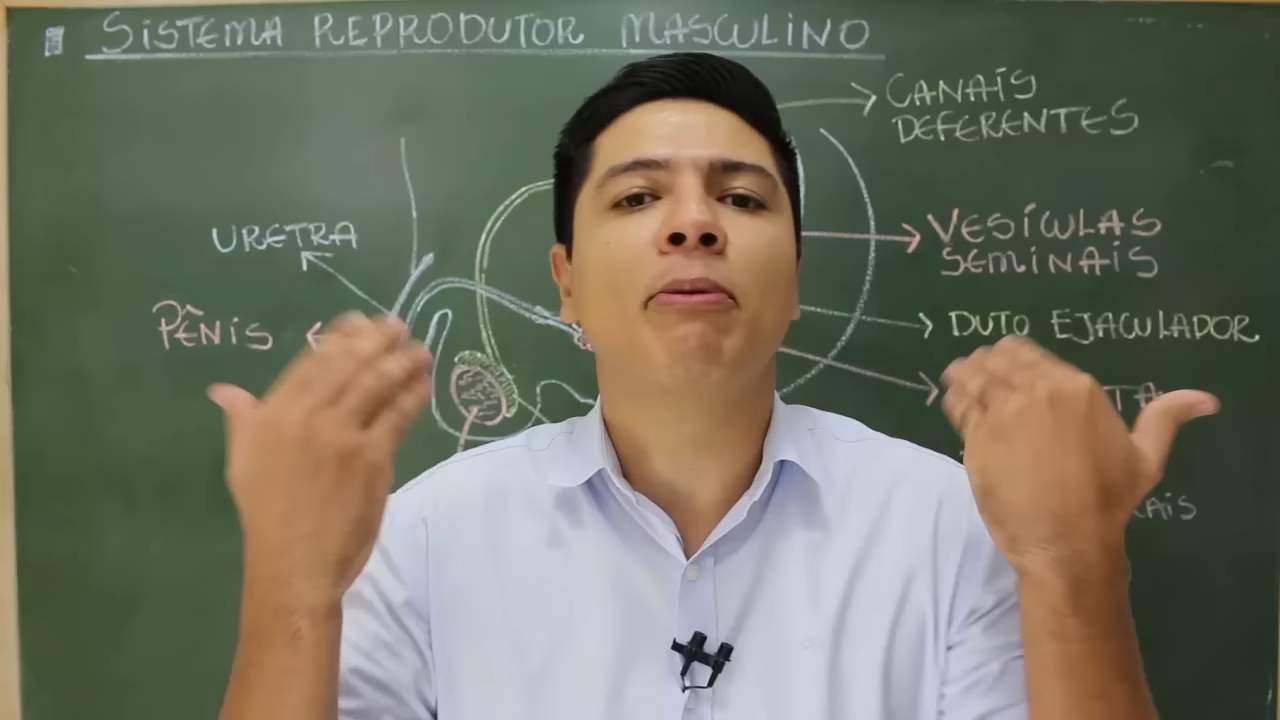 SISTEMA REPRODUTOR MASCULINO
CANAIS
DEFERENTES
URETRA
VESÍCULAS
SEMINAIS
PÊNIS
DUTO EJACULADOR